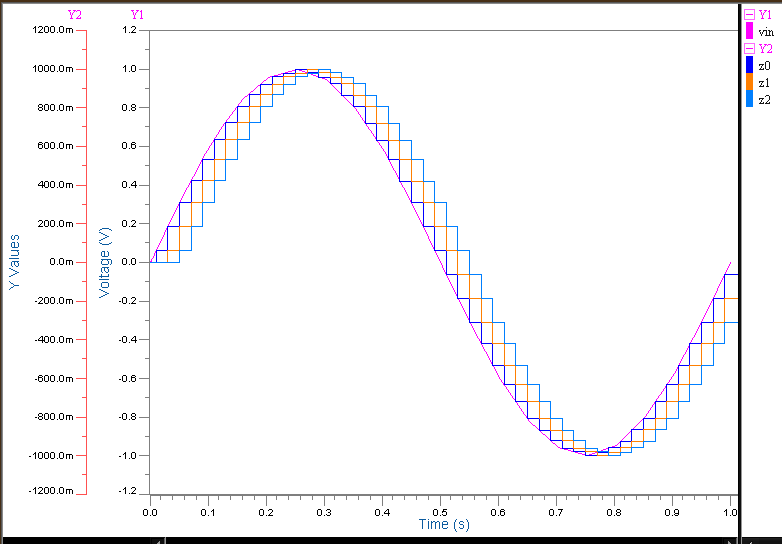 Y2 Y1
1200.0m 1.2
1000.0m 1.0
800.0m 0.8
600.0m 0.6
400.0m 0.4
200.0m 0.2
0.0m 0.0
-200.0m -0.2
-400.0m -0.4
-600.0m -0.6
-800.0m -0.8
-1000.0m -1.0
-1200.0m -1.2
Y Values
Voltage (V)
0.0 0.1 0.2 0.3 0.4 0.5 0.6 0.7 0.8 0.9 1.0
Time (s)
Y1
vin
Y2
z0
z1
z2